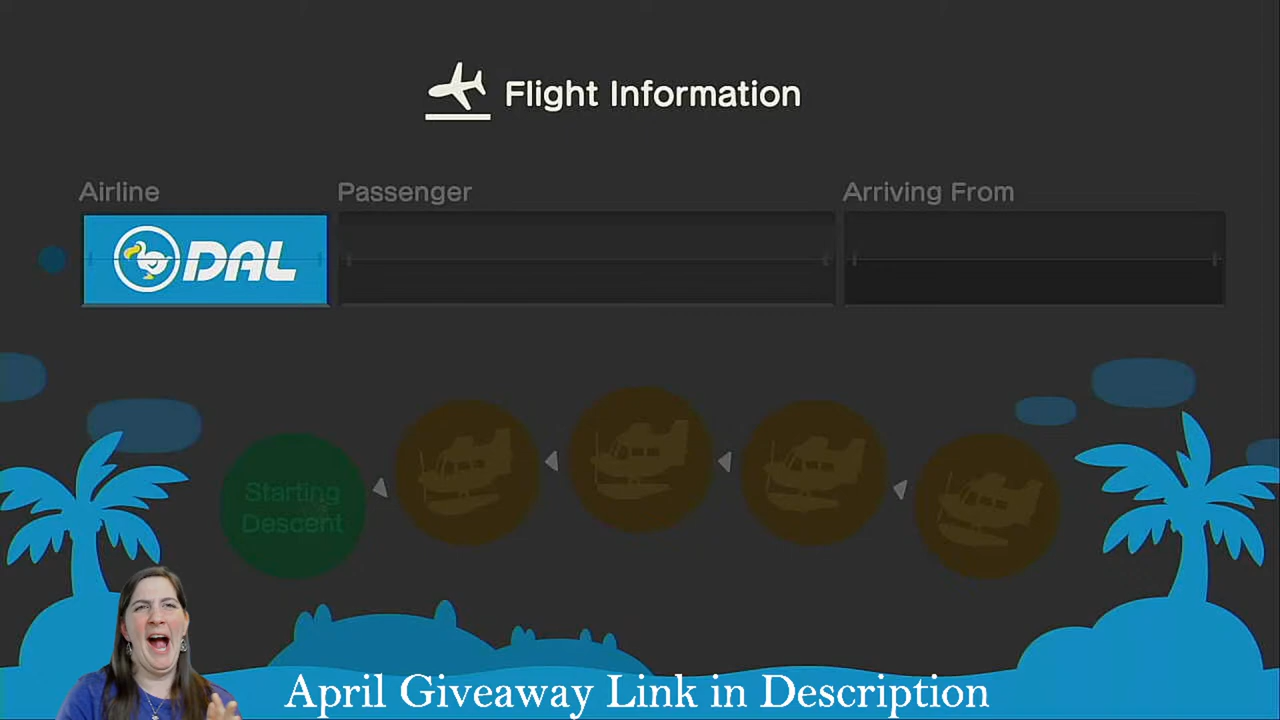 Flight Information
Airline
Passenger
Arriving From
DAL
Starting
Descent
April Giveaway Link in Description